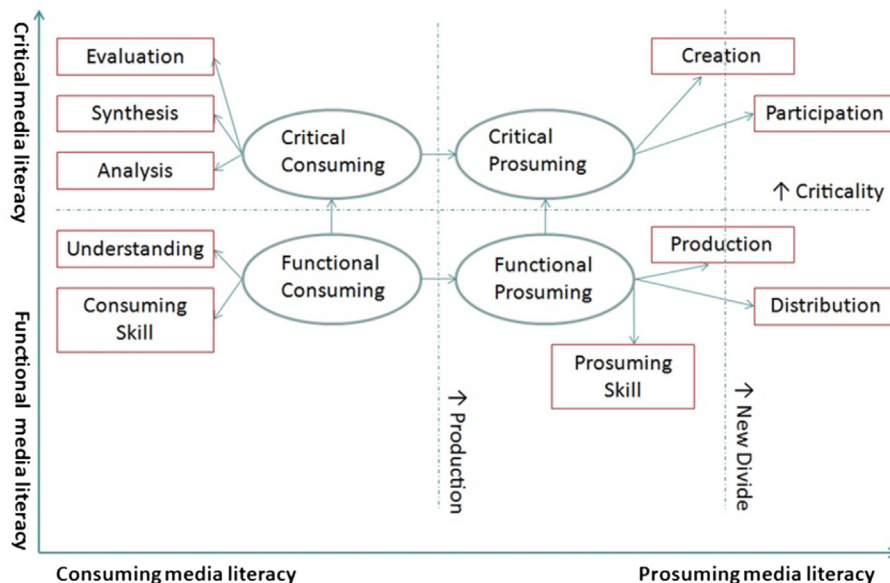 Critical media literacy
Evaluation
Synthesis
Analysis
Critical
Consuming
Critical
Prosuming
Creation
Participation
↑ Criticality
Functional media literacy
Understanding
Consuming
Skill
Functional
Consuming
Functional
Prosuming
Production
Distribution
Prosuming
Skill
↑ Production
↑ New Divide
Consuming media literacy
Prosuming media literacy